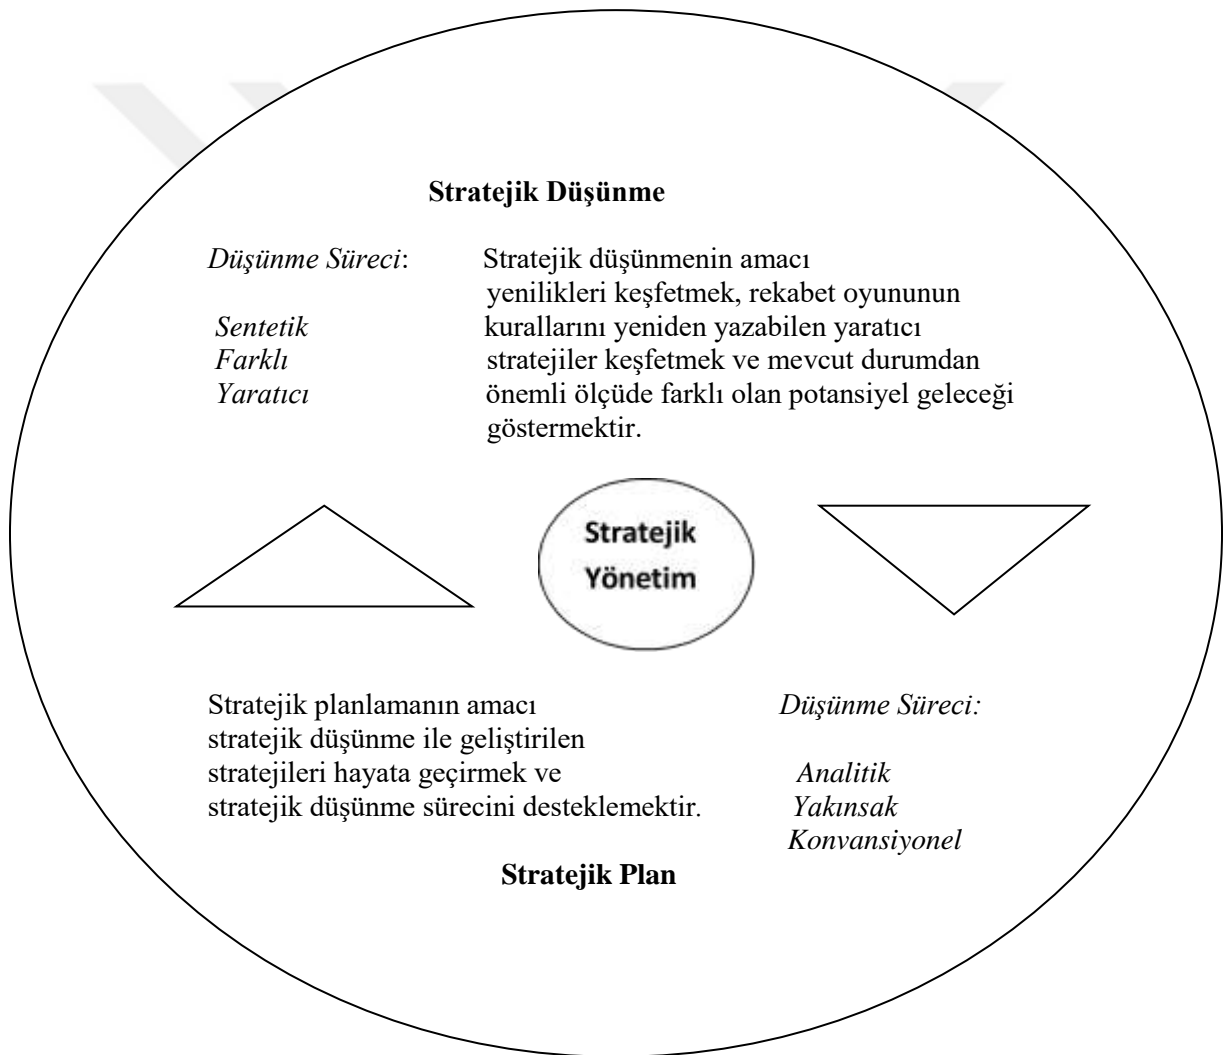 Stratejik Düşünme
Düşünme Süreci: Stratejik düşünmenin amacı
yenilikleri keşfetmek, rekabet oyununun
Sentetik kurallarını yeniden yazabilen yaratıcı
Farklı stratejiler keşfetmek ve mevcut durumdan
Yaratıcı önemli ölçüde farklı olan potansiyel geleceği
göstermektir.
Stratejik
Yönetim
Stratejik planlamanın amacı Düşünme Süreci:
stratejik düşünme ile geliştirilen
stratejileri hayata geçirmek ve Analitik
stratejik düşünme sürecini desteklemektir. Yakınsak
Konvansiyonel
Stratejik Plan